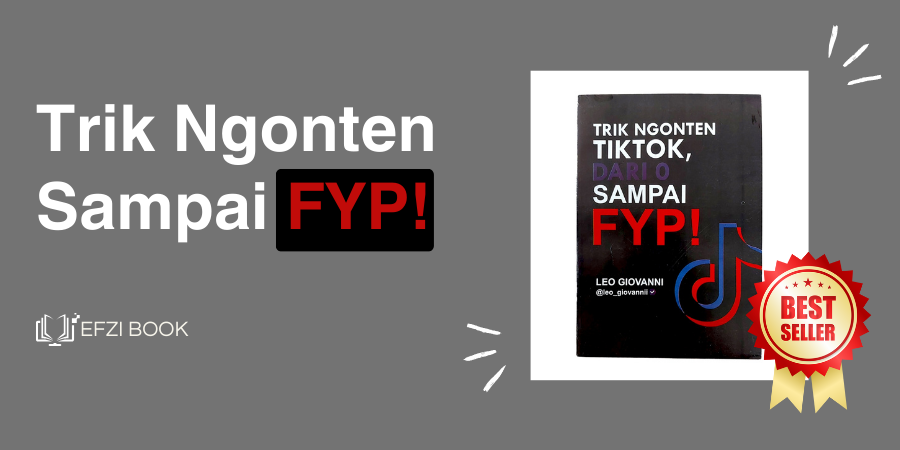 Trik Ngonten
Sampai FYP!
EFZI BOOK
TRIK NGONTEN
TIKTOK,
DARI 0
SAMPAI
FYP!
LEO GIOVANNI
@leo_giovannii
BEST
SELLER